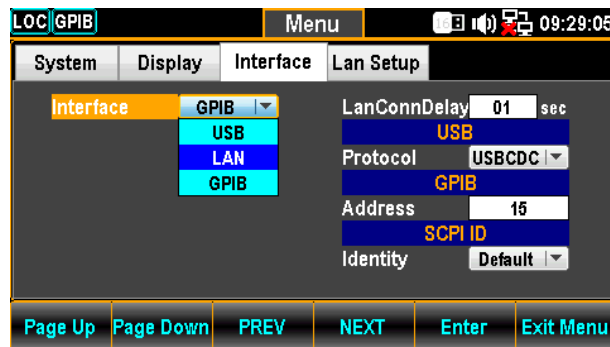 LOC GPIB Menu 16 09:29:05
System Display Interface Lan Setup
Interface GPIB LanConnDelay 01 sec
USB USB
LAN Protocol USBCDC
GPIB GPIB
Address 15
SCPI ID
Identity Default
Page Up Page Down PREV NEXT Enter Exit Menu